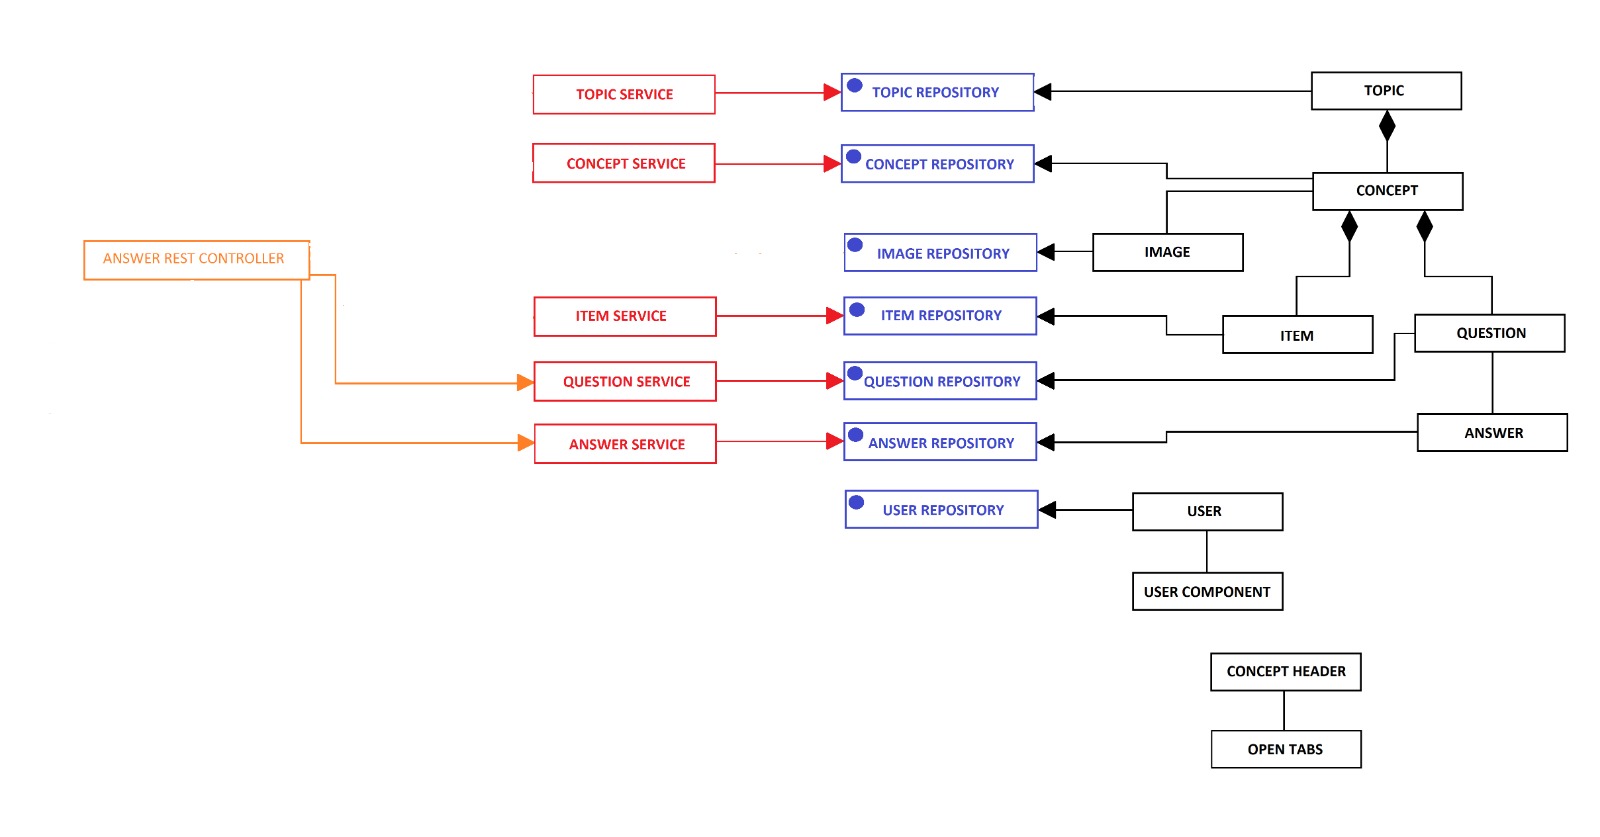 TOPIC SERVICE
TOPIC REPOSITORY
TOPIC
CONCEPT SERVICE
CONCEPT REPOSITORY
CONCEPT
ANSWER REST CONTROLLER
IMAGE REPOSITORY
IMAGE
ITEM SERVICE
ITEM REPOSITORY
ITEM
QUESTION
QUESTION SERVICE
QUESTION REPOSITORY
ANSWER SERVICE
ANSWER REPOSITORY
ANSWER
USER REPOSITORY
USER
USER COMPONENT
CONCEPT HEADER
OPEN TABS